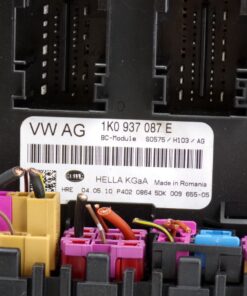 VW AG 1K0 937 087 E
BC-Module S0575 / H103 / AG
HELLA KGaA Made in Romania
HRE 04.05.10 P402 0864 5DK 009 655-05